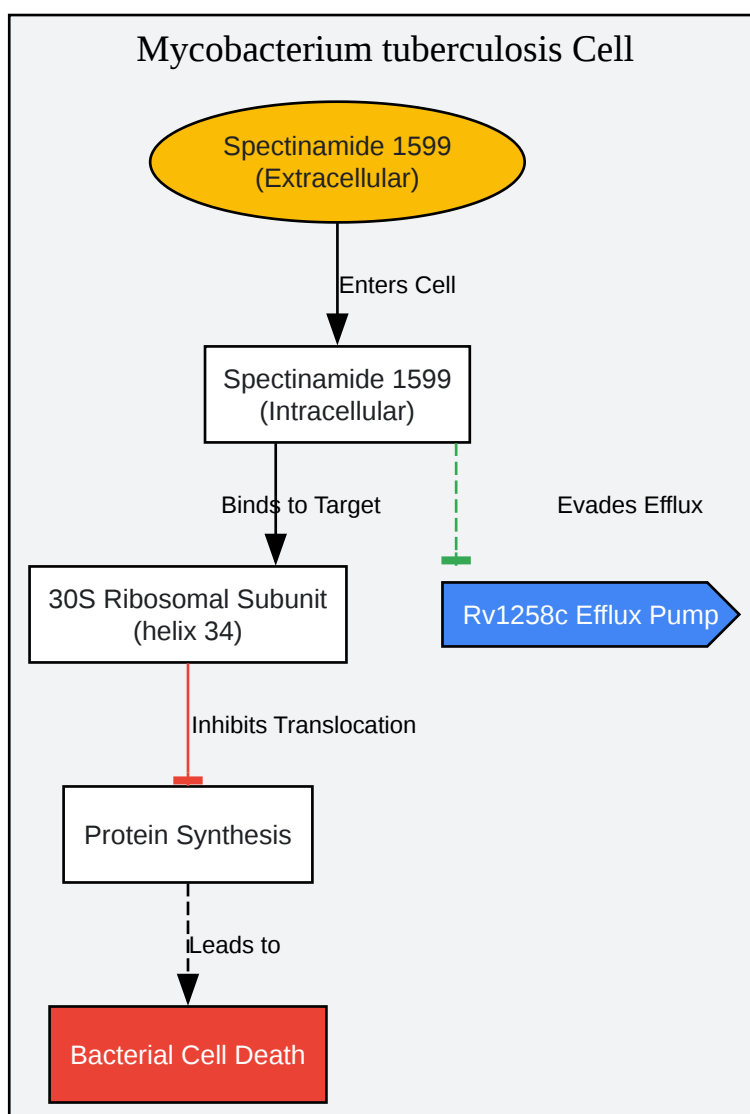 Mycobacterium tuberculosis Cell
Spectinamide 1599
(Extracellular)
Enters Cell
Spectinamide 1599
(Intracellular)
Binds to Target
Evades Efflux
30S Ribosomal Subunit
(helix 34)
Rv1258c Efflux Pump
Inhibits Translocation
Protein Synthesis
Leads to
Bacterial Cell Death